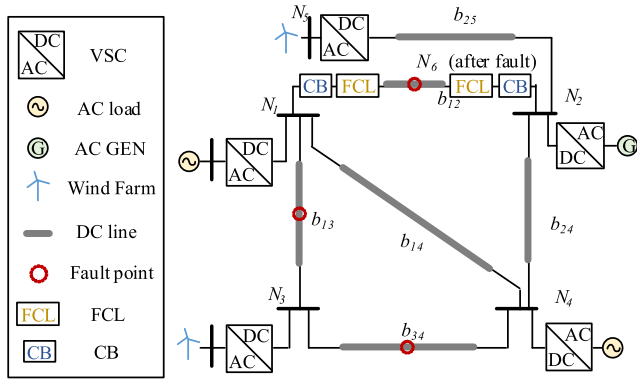 DC
AC
VSC
AC load
G
AC GEN
Wind Farm
DC line
Fault point
FCL
FCL
CB
CB
N5
DC
AC
b25
N6 (after fault)
CB
FCL
b12
FCL
CB
N1
N2
DC
AC
AC
DC
G
b13
b14
b24
N3
N4
b34
DC
AC
AC
DC